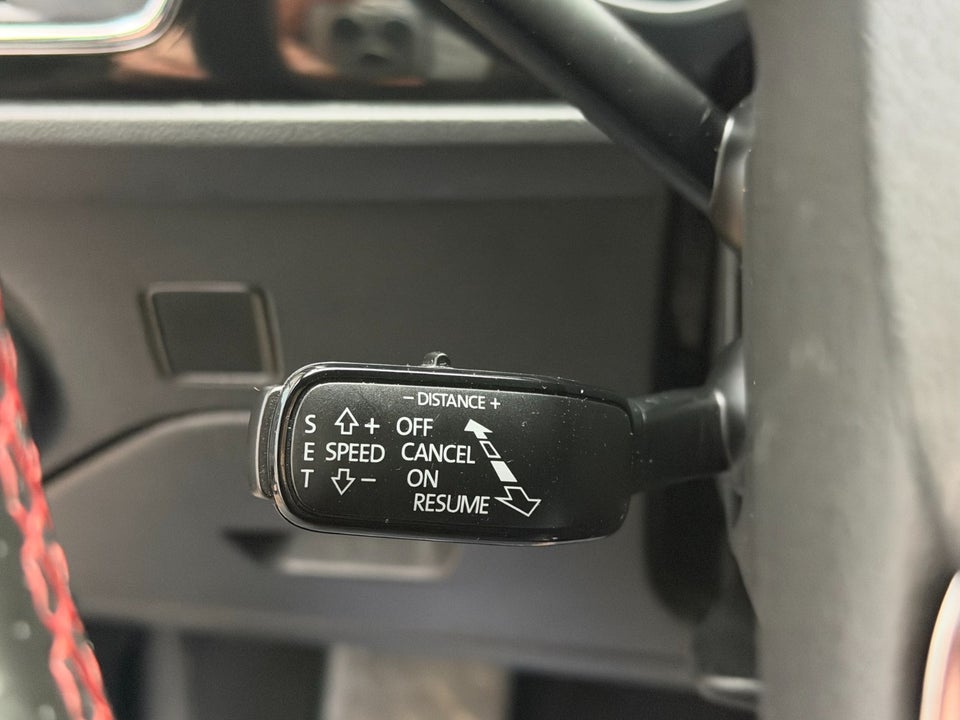 − DISTANCE +
S + OFF
E SPEED CANCEL
T − ON
RESUME